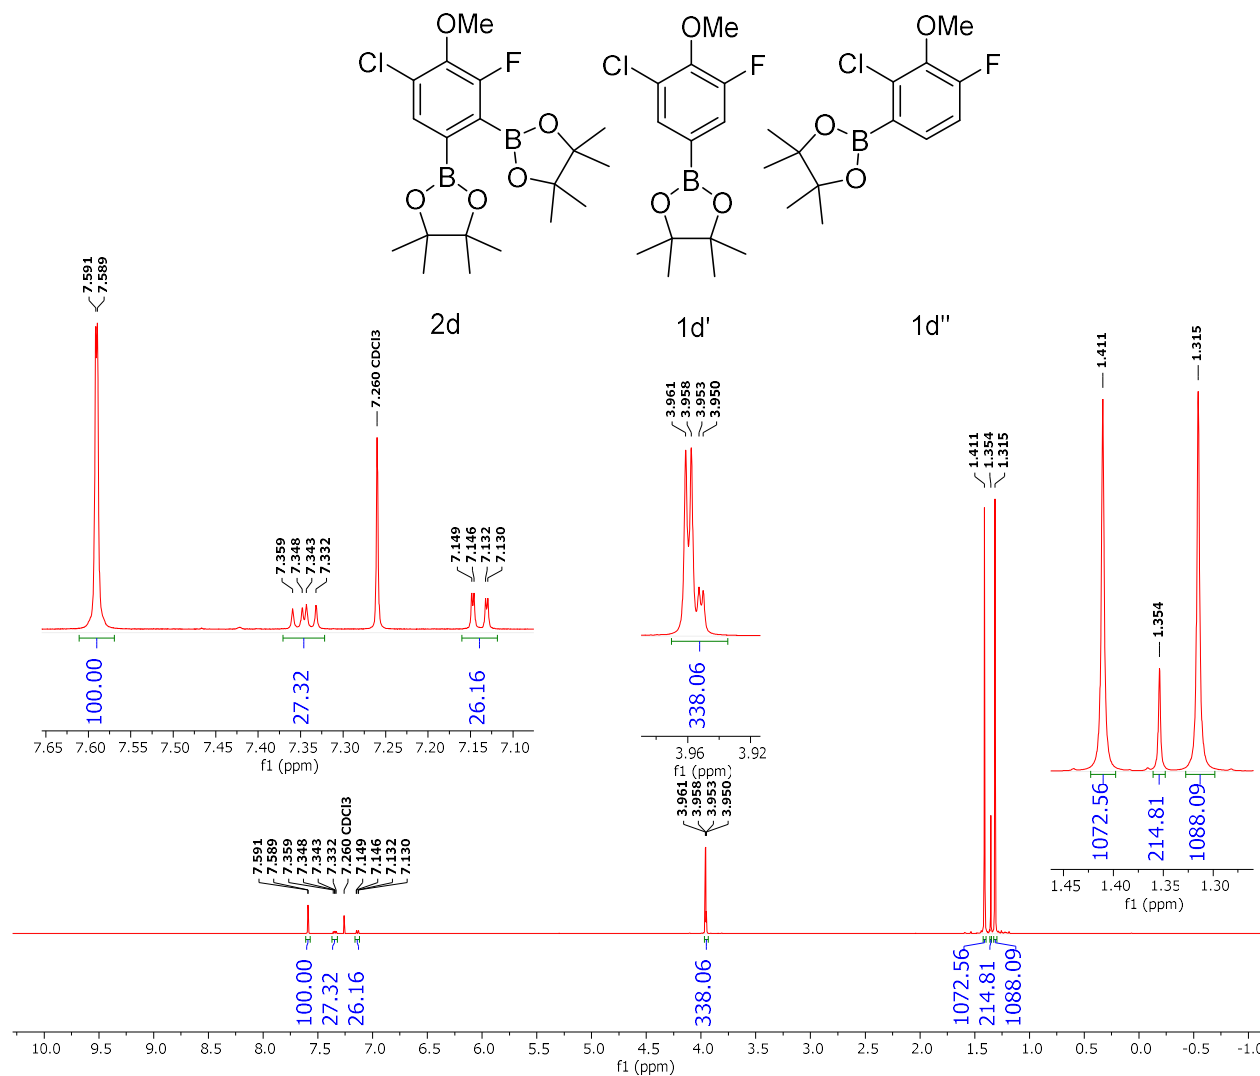 OMe
Cl
F
B
O
O
B
O
O
2d
OMe
Cl
F
B
O
O
1d'
OMe
Cl
F
O
B
O
1d"
7.591
7.589
7.359
7.348
7.343
7.332
7.260 CDCl3
7.149
7.146
7.132
7.130
100.00
27.32
26.16
7.65 7.60 7.55 7.50 7.45 7.40 7.35 7.30 7.25 7.20 7.15 7.10
f1 (ppm)
3.961
3.958
3.953
3.950
338.06
3.96 3.92
f1 (ppm)
1.411
1.354
1.315
1072.56
214.81
1088.09
1.45 1.40 1.35 1.30
f1 (ppm)
7.591
7.589
7.359
7.348
7.343
7.332
7.260 CDCl3
7.149
7.146
7.132
7.130
3.961
3.958
3.953
3.950
1.411
1.354
1.315
100.00
27.32
26.16
338.06
1072.56
214.81
1088.09
10.0 9.5 9.0 8.5 8.0 7.5 7.0 6.5 6.0 5.5 5.0 4.5 4.0 3.5 3.0 2.5 2.0 1.5 1.0 0.5 0.0 -0.5 -1.0
f1 (ppm)